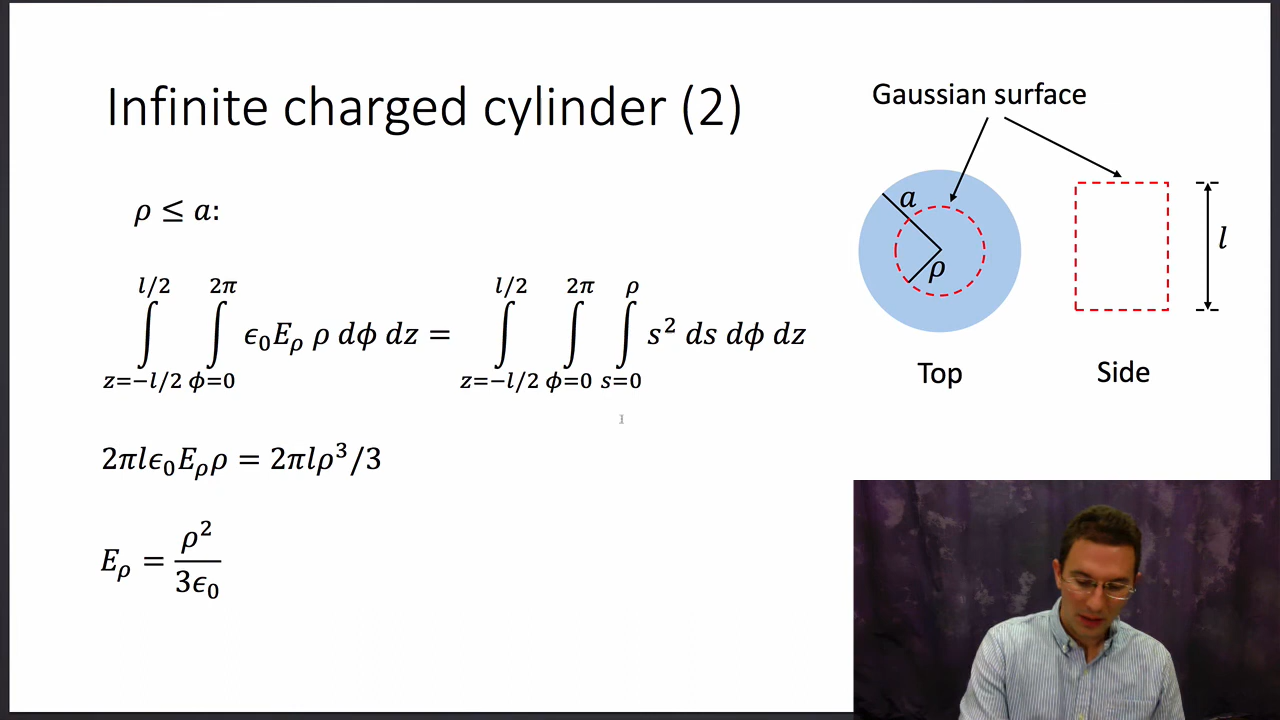 Infinite charged cylinder (2)
Gaussian surface
ρ ≤ a:
a
ρ
l
Top
Side
∫_{z=−l/2}^{l/2} ∫_{ϕ=0}^{2π} ϵ₀E_ρ ρ dϕ dz = ∫_{z=−l/2}^{l/2} ∫_{ϕ=0}^{2π} ∫_{s=0}^{ρ} s² ds dϕ dz
2πlϵ₀E_ρρ = 2πlρ³/3
E_ρ = ρ²/3ϵ₀